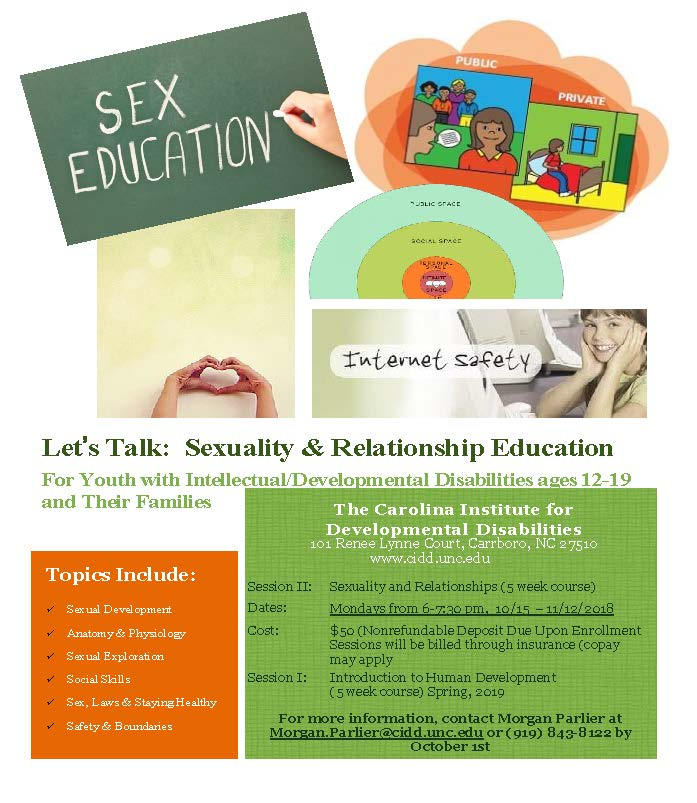 SEX
EDUCATION
PUBLIC
PRIVATE
PUBLIC SPACE
SOCIAL SPACE
PERSONAL
SPACE
INTIMATE
SPACE
Internet Safety
Let's Talk: Sexuality & Relationship Education
For Youth with Intellectual/Developmental Disabilities ages 12-19
and Their Families
The Carolina Institute for
Developmental Disabilities
101 Renee Lynne Court, Carrboro, NC 27510
www.cidd.unc.edu
Topics Include:
✓ Sexual Development
✓ Anatomy & Physiology
✓ Sexual Exploration
✓ Social Skills
✓ Sex, Laws & Staying Healthy
✓ Safety & Boundaries
Session II: Sexuality and Relationships (5 week course)
Dates: Mondays from 6-7:30 pm, 10/15 – 11/12/2018
Cost: $50 (Nonrefundable Deposit Due Upon Enrollment
Sessions will be billed through insurance (copay
may apply
Session I: Introduction to Human Development
( 5 week course) Spring, 2019
For more information, contact Morgan Parlier at
Morgan.Parlier@cidd.unc.edu or (919) 843-8122 by
October 1st